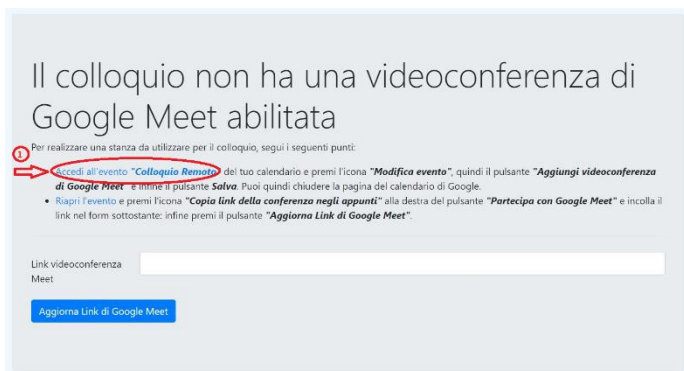 Il colloquio non ha una videoconferenza di
Google Meet abilitata
Per realizzare una stanza da utilizzare per il colloquio, segui i seguenti punti:
1
Accedi all'evento "Colloquio Remoto" del tuo calendario e premi l'icona "Modifica evento", quindi il pulsante "Aggiungi videoconferenza
di Google Meet" e infine il pulsante Salva. Puoi quindi chiudere la pagina del calendario di Google.
• Riapri l'evento e premi l'icona "Copia link della conferenza negli appunti" alla destra del pulsante "Partecipa con Google Meet" e incolla il
link nel form sottostante: infine premi il pulsante "Aggiorna Link di Google Meet".
Link videoconferenza
Meet
Aggiorna Link di Google Meet